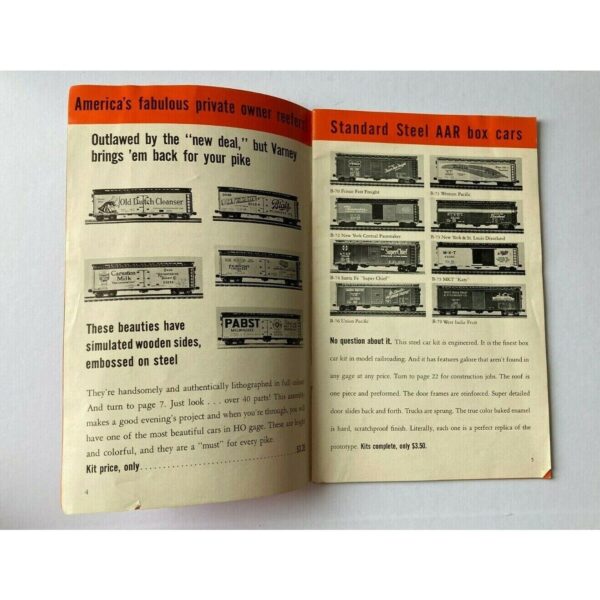 America's fabulous private owner reefers!
Outlawed by the "new deal," but Varney
brings 'em back for your pike
Old Dutch Cleanser
Carnation
Milk
PABST
MILWAUKEE
These beauties have
simulated wooden sides,
embossed on steel
They're handsomely and authentically lithographed in full colour.
And turn to page 7. Just look . . . over 40 parts! This assembly
makes a good evening's project and when you're through, you will
have one of the most beautiful cars in HO gage. These are bright
and colorful, and they are a "must" for every pike.
Kit price, only
4
Standard Steel AAR box cars
B-70 Frisco Fast Freight
B-71 Western Pacific
B-72 New York Central Pacemaker
B-73 New York & St. Louis
Super Chief
M-K-T
B-74 Santa Fe "Super Chief"
B-75 MKT "Katy"
B-76 Union Pacific
West India Fruit
No question about it. This steel car kit is engineered. It is the finest box
car kit in model railroading. And it has features galore that aren't found in
any gage at any price. Turn to page 22 for construction jobs. The roof is
one piece and preformed. The door frames are reinforced. Super detailed
door slides back and forth. Trucks are sprung. The true color baked enamel
is hard, scratchproof finish. Literally, each one is a perfect replica of the
prototype. Kits complete, only $3.50.
5